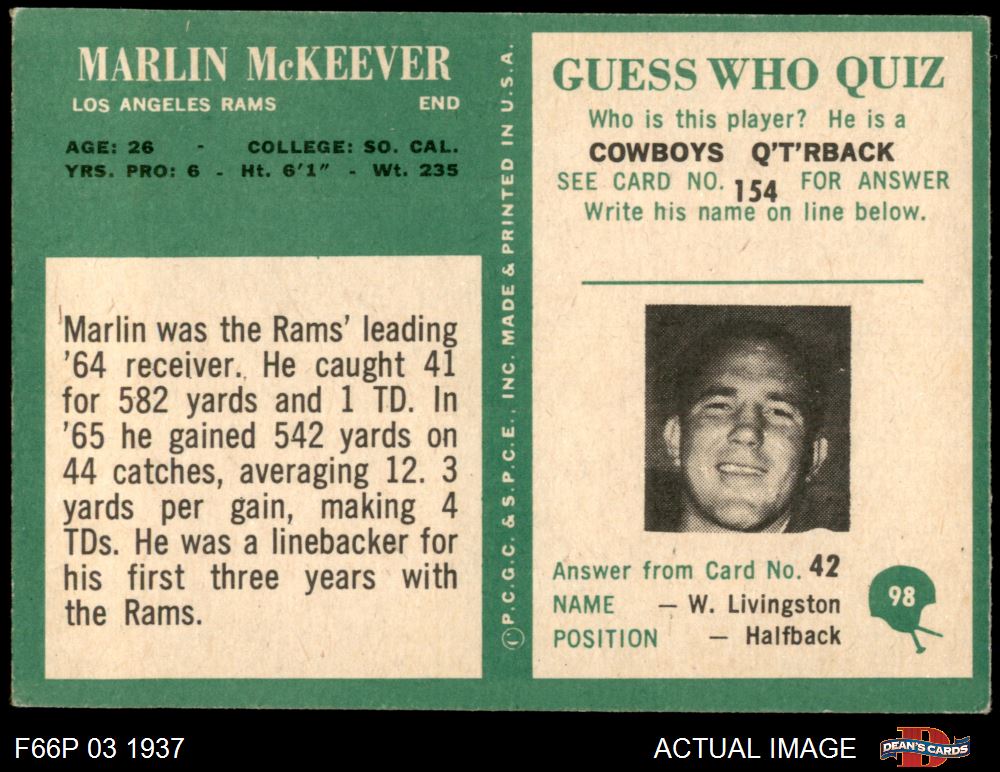 MARLIN McKEEVER
LOS ANGELES RAMS END
AGE: 26 - COLLEGE: SO. CAL.
YRS. PRO: 6 - Ht. 6'1" - Wt. 235
Marlin was the Rams' leading
'64 receiver. He caught 41
for 582 yards and 1 TD. In
'65 he gained 542 yards on
44 catches, averaging 12. 3
yards per gain, making 4
TDs. He was a linebacker for
his first three years with
the Rams.
© P.C.G.C. & S.P.C.E., INC. MADE & PRINTED IN U.S.A.
GUESS WHO QUIZ
Who is this player? He is a
COWBOYS Q'T'RBACK
SEE CARD NO. 154 FOR ANSWER
Write his name on line below.
Answer from Card No. 42
NAME — W. Livingston
POSITION — Halfback
98
F66P 03 1937
ACTUAL IMAGE
D
DEAN'S CARDS